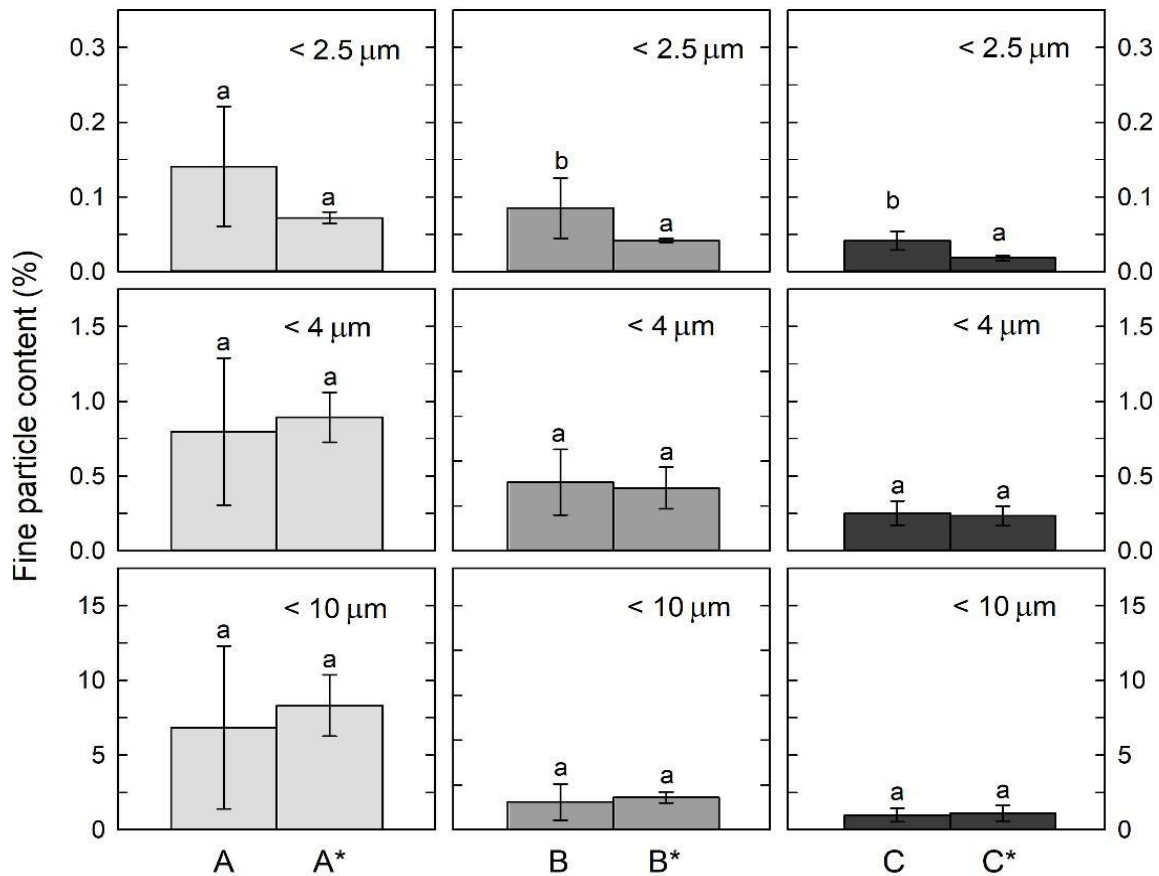 Fine particle content (%)
< 2.5 μm
< 2.5 μm
< 2.5 μm
0.3
0.2
0.1
0.0
a
a
b
a
b
a
0.3
0.2
0.1
0.0
< 4 μm
< 4 μm
< 4 μm
1.5
1.0
0.5
0.0
a
a
a
a
a
a
1.5
1.0
0.5
0.0
< 10 μm
< 10 μm
< 10 μm
15
10
5
0
a
a
a
a
a
a
15
10
5
0
A A* B B* C C*